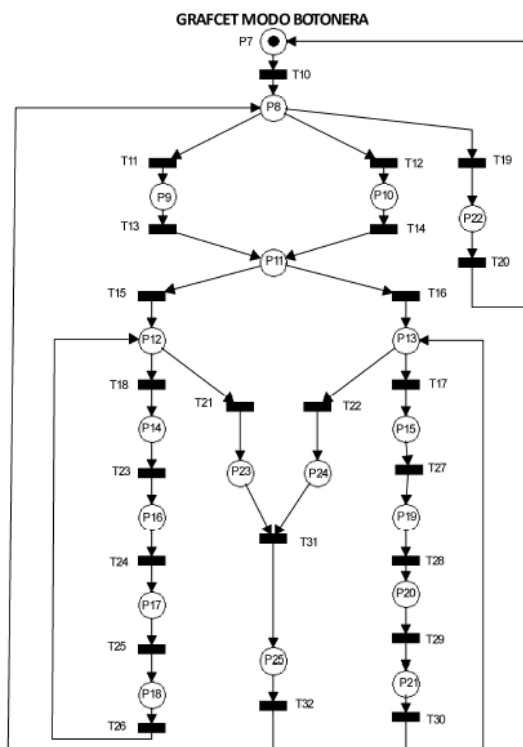 GRAFCET MODO BOTONERA
P7
T10
P8
T11 T12 T19
P9 P10 P22
T13 T14 T20
P11
T15 T16
P12 P13
T18 T21 T22 T17
P14 P15
T23 P23 P24 T27
P16 P19
T31
T24 T28
P17 P20
T25 T29
P25
P18 P21
T26 T32 T30